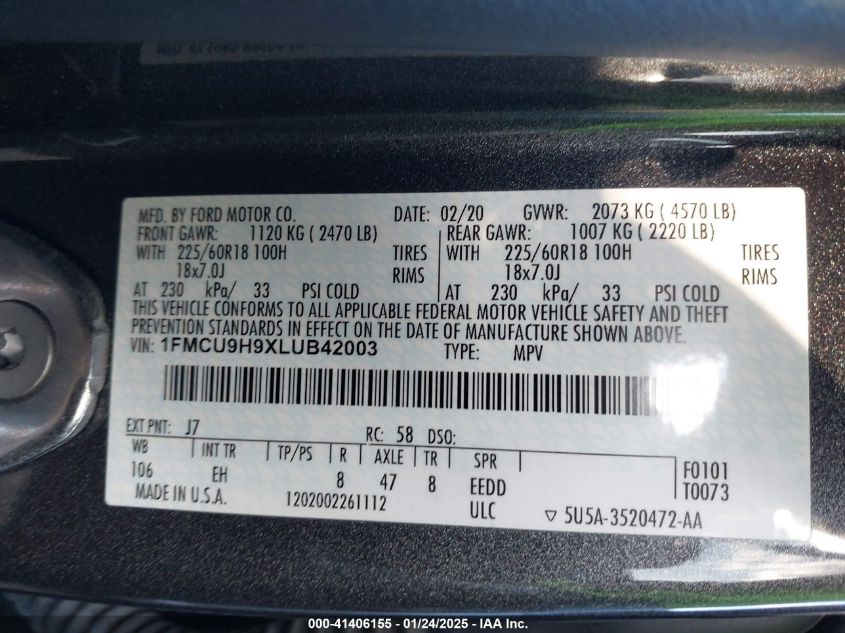 MFD. BY FORD MOTOR CO. DATE: 02/20 GVWR: 2073 KG ( 4570 LB)
FRONT GAWR: 1120 KG ( 2470 LB) REAR GAWR: 1007 KG ( 2220 LB)
WITH 225/60R18 100H TIRES WITH 225/60R18 100H TIRES
18x7.0J RIMS 18x7.0J RIMS
AT 230 kPa/ 33 PSI COLD AT 230 kPa/ 33 PSI COLD
THIS VEHICLE CONFORMS TO ALL APPLICABLE FEDERAL MOTOR VEHICLE SAFETY AND THEFT
PREVENTION STANDARDS IN EFFECT ON THE DATE OF MANUFACTURE SHOWN ABOVE.
VIN: 1FMCU9H9XLUB42003 TYPE: MPV
EXT PNT: J7 RC: 58 DSO:
WB INT TR TP/PS R AXLE TR SPR F0101
106 EH 8 47 8 EEDD T0073
MADE IN U.S.A. 1202002261112 ULC ▽ 5U5A-3520472-AA
000-41406155 - 01/24/2025 - IAA Inc.